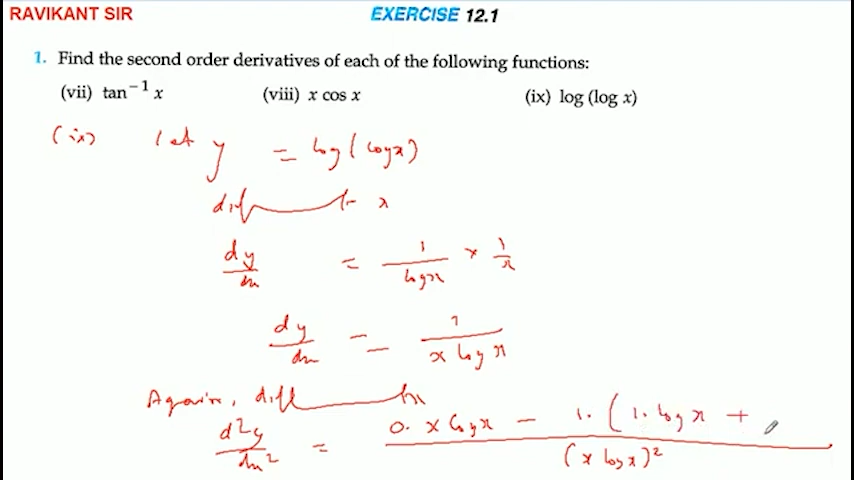 RAVIKANT SIR
EXERCISE 12.1
1. Find the second order derivatives of each of the following functions:
(vii) tan⁻¹ x (viii) x cos x (ix) log (log x)
(ix) let y = log(logx)
diff x
dy/dx = 1/logx × 1/x
dy/dx = 1/(x log x)
Again, diff
d²y/dx² = (0. x logx − 1. (1. log x +)/(x logx)²